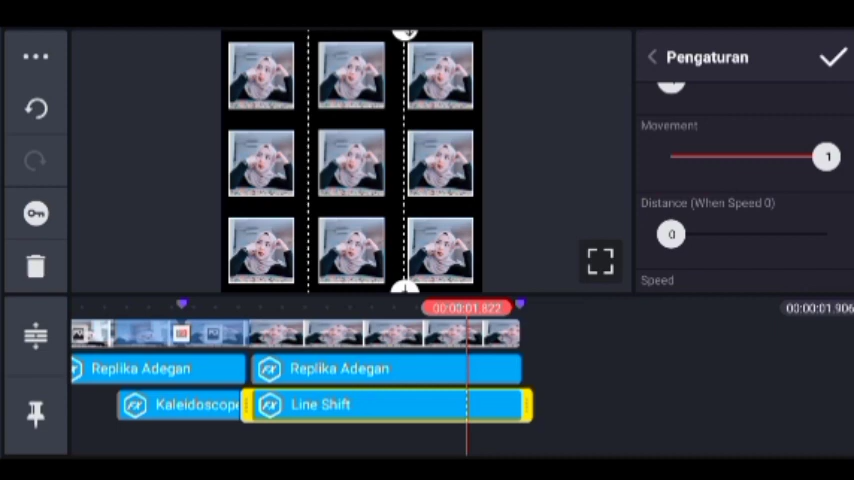 Pengaturan
Movement
1
Distance (When Speed 0)
0
Speed
00:00:01.822
00:00:01.906
Replika Adegan
Replika Adegan
Kaleidoscope
Line Shift